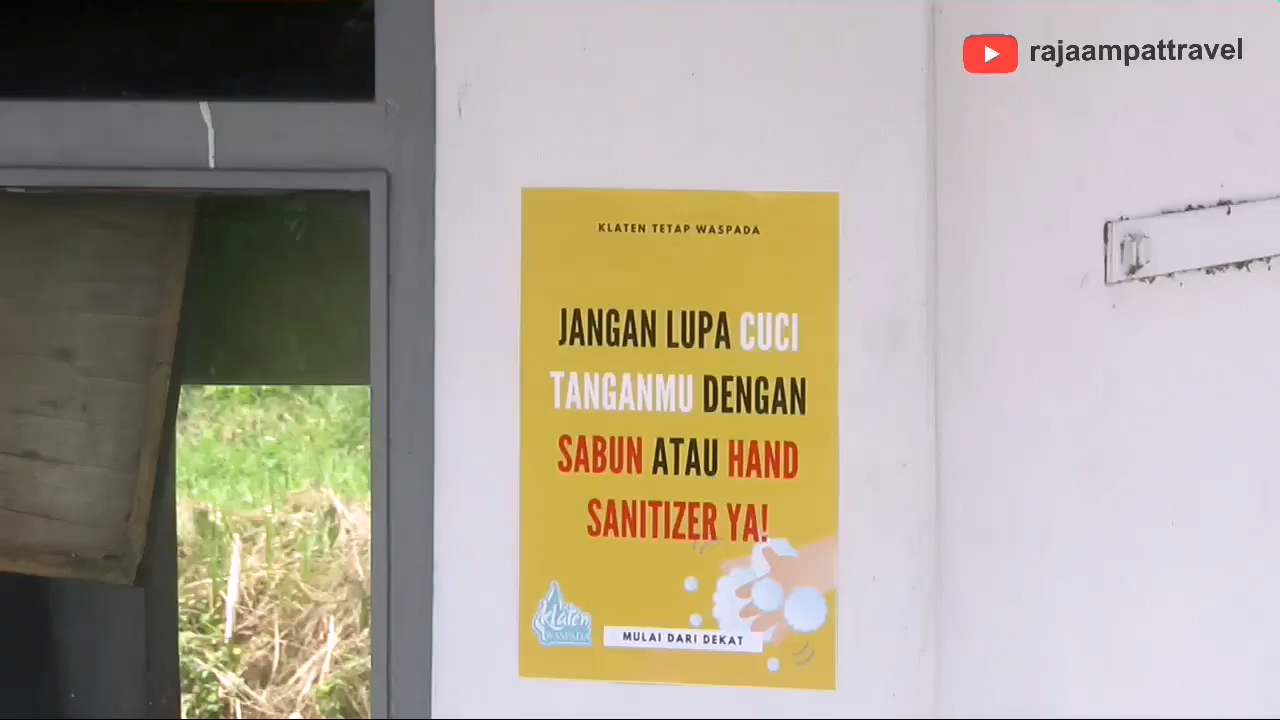 rajaampattravel
KLATEN TETAP WASPADA
JANGAN LUPA CUCI
TANGANMU DENGAN
SABUN ATAU HAND
SANITIZER YA!
klaten
WASPADA
MULAI DARI DEKAT